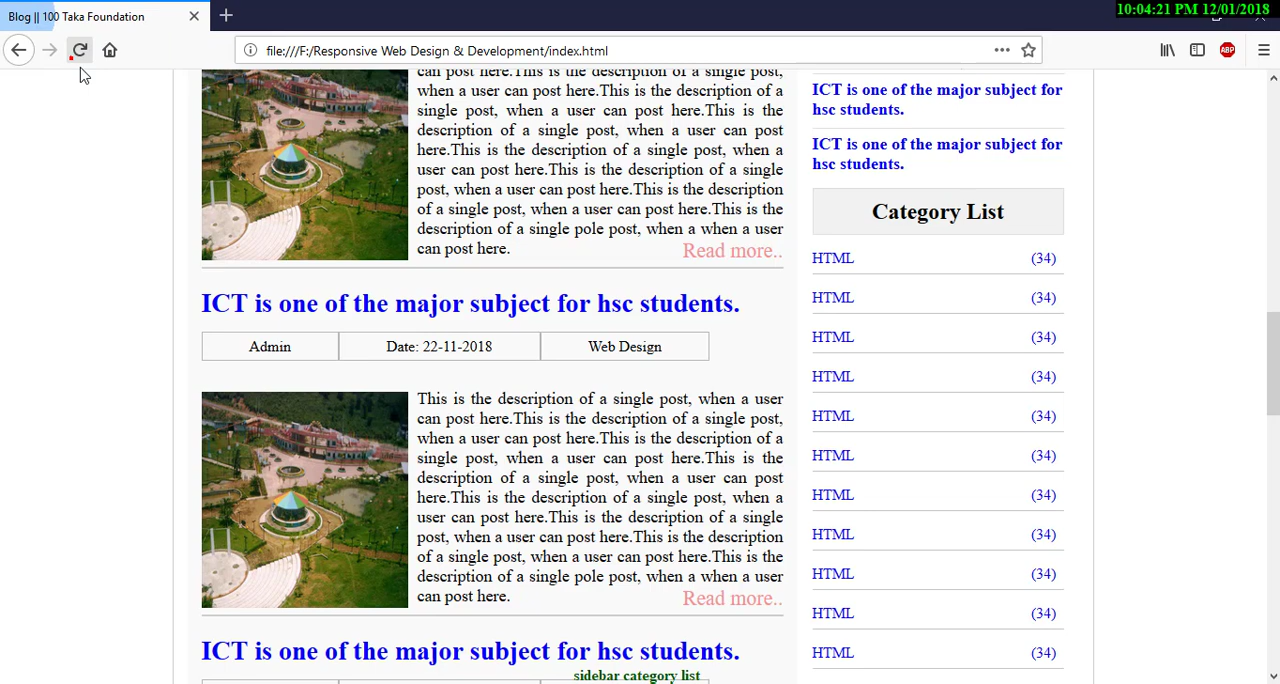 Blog || 100 Taka Foundation
10:04:21 PM 12/01/2018
file:///F:/Responsive Web Design & Development/index.html
ABP
can post here.This is the description of a single post,
when a user can post here.This is the description of a
single post, when a user can post here.This is the
description of a single post, when a user can post
here.This is the description of a single post, when a
user can post here.This is the description of a single
post, when a user can post here.This is the description
of a single post, when a user can post here.This is the
description of a single pole post, when a when a user
can post here.
Read more..
ICT is one of the major subject for hsc students.
Admin
Date: 22-11-2018
Web Design
This is the description of a single post, when a user
can post here.This is the description of a single post,
when a user can post here.This is the description of a
single post, when a user can post here.This is the
description of a single post, when a user can post
here.This is the description of a single post, when a
user can post here.This is the description of a single
post, when a user can post here.This is the description
of a single post, when a user can post here.This is the
description of a single pole post, when a when a user
can post here.
Read more..
ICT is one of the major subject for hsc students.
sidebar category list
ICT is one of the major subject for
hsc students.
ICT is one of the major subject for
hsc students.
Category List
HTML (34)
HTML (34)
HTML (34)
HTML (34)
HTML (34)
HTML (34)
HTML (34)
HTML (34)
HTML (34)
HTML (34)
HTML (34)